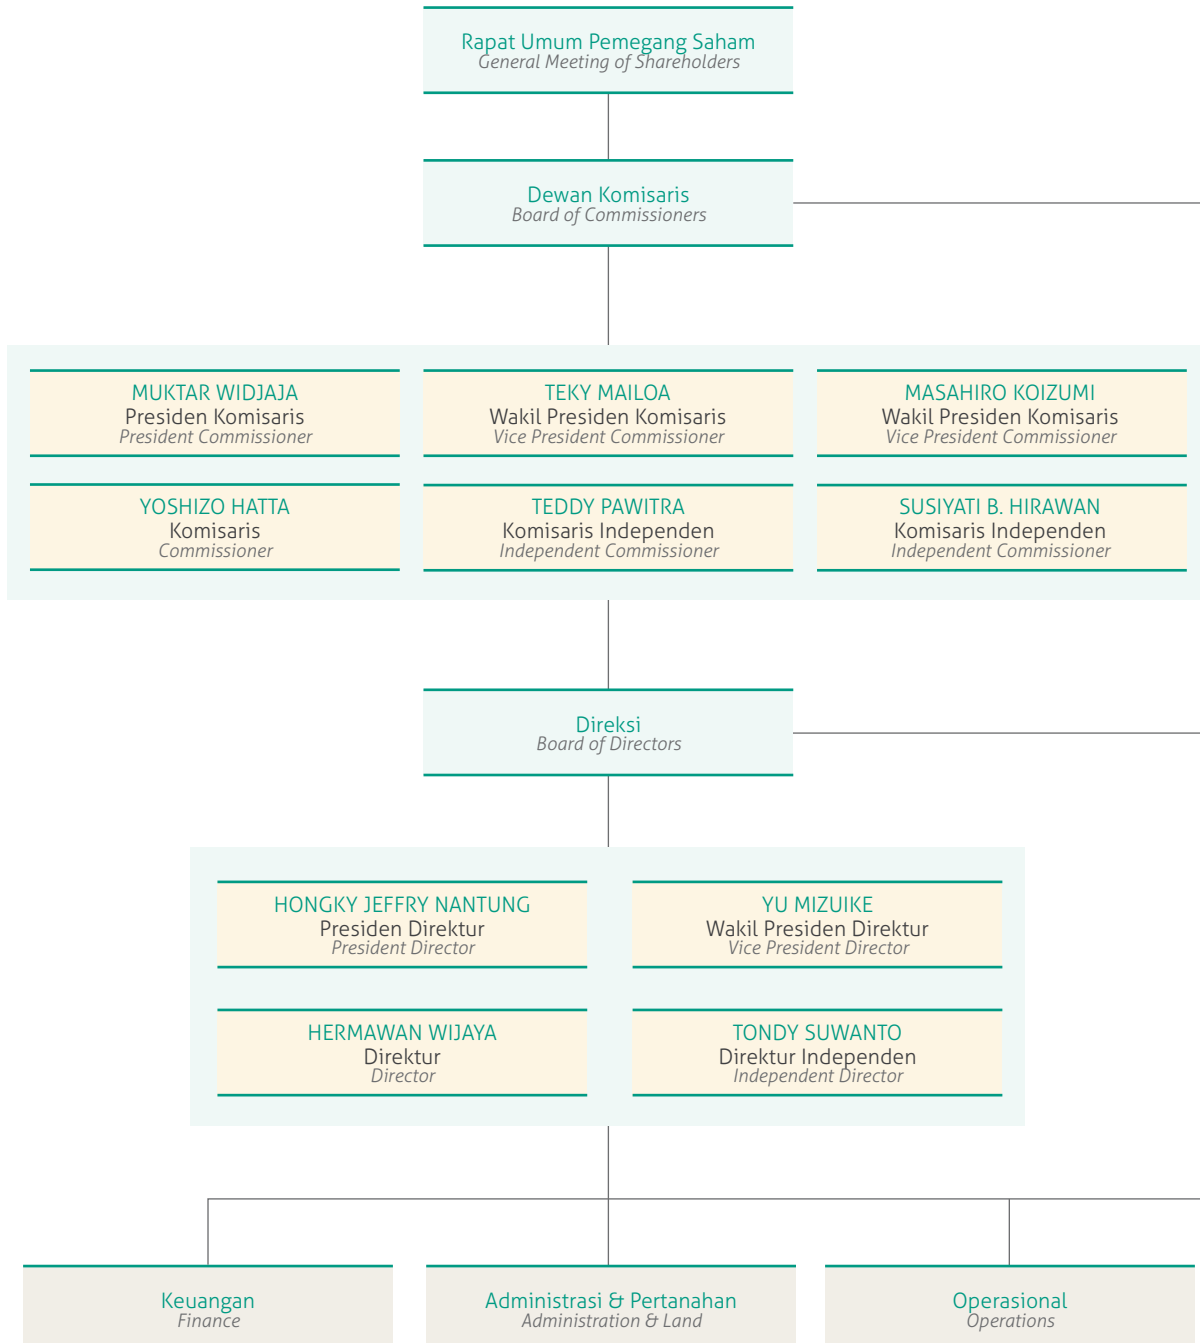 Rapat Umum Pemegang Saham
General Meeting of Shareholders
Dewan Komisaris
Board of Commissioners
MUKTAR WIDJAJA
Presiden Komisaris
President Commissioner
TEKY MAILOA
Wakil Presiden Komisaris
Vice President Commissioner
MASAHIRO KOIZUMI
Wakil Presiden Komisaris
Vice President Commissioner
YOSHIZO HATTA
Komisaris
Commissioner
TEDDY PAWITRA
Komisaris Independen
Independent Commissioner
SUSIYATI B. HIRAWAN
Komisaris Independen
Independent Commissioner
Direksi
Board of Directors
HONGKY JEFFRY NANTUNG
Presiden Direktur
President Director
YU MIZUIKE
Wakil Presiden Direktur
Vice President Director
HERMAWAN WIJAYA
Direktur
Director
TONDY SUWANTO
Direktur Independen
Independent Director
Keuangan
Finance
Administrasi & Pertanahan
Administration & Land
Operasional
Operations